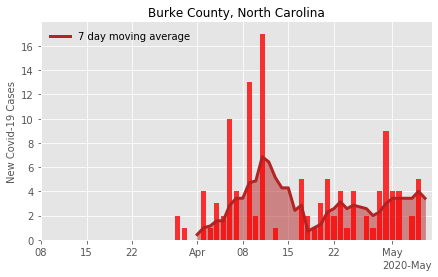 Burke County, North Carolina
7 day moving average
New Covid-19 Cases
16
14
12
10
8
6
4
2
0
08 15 22 Apr 08 15 22 May
2020-May